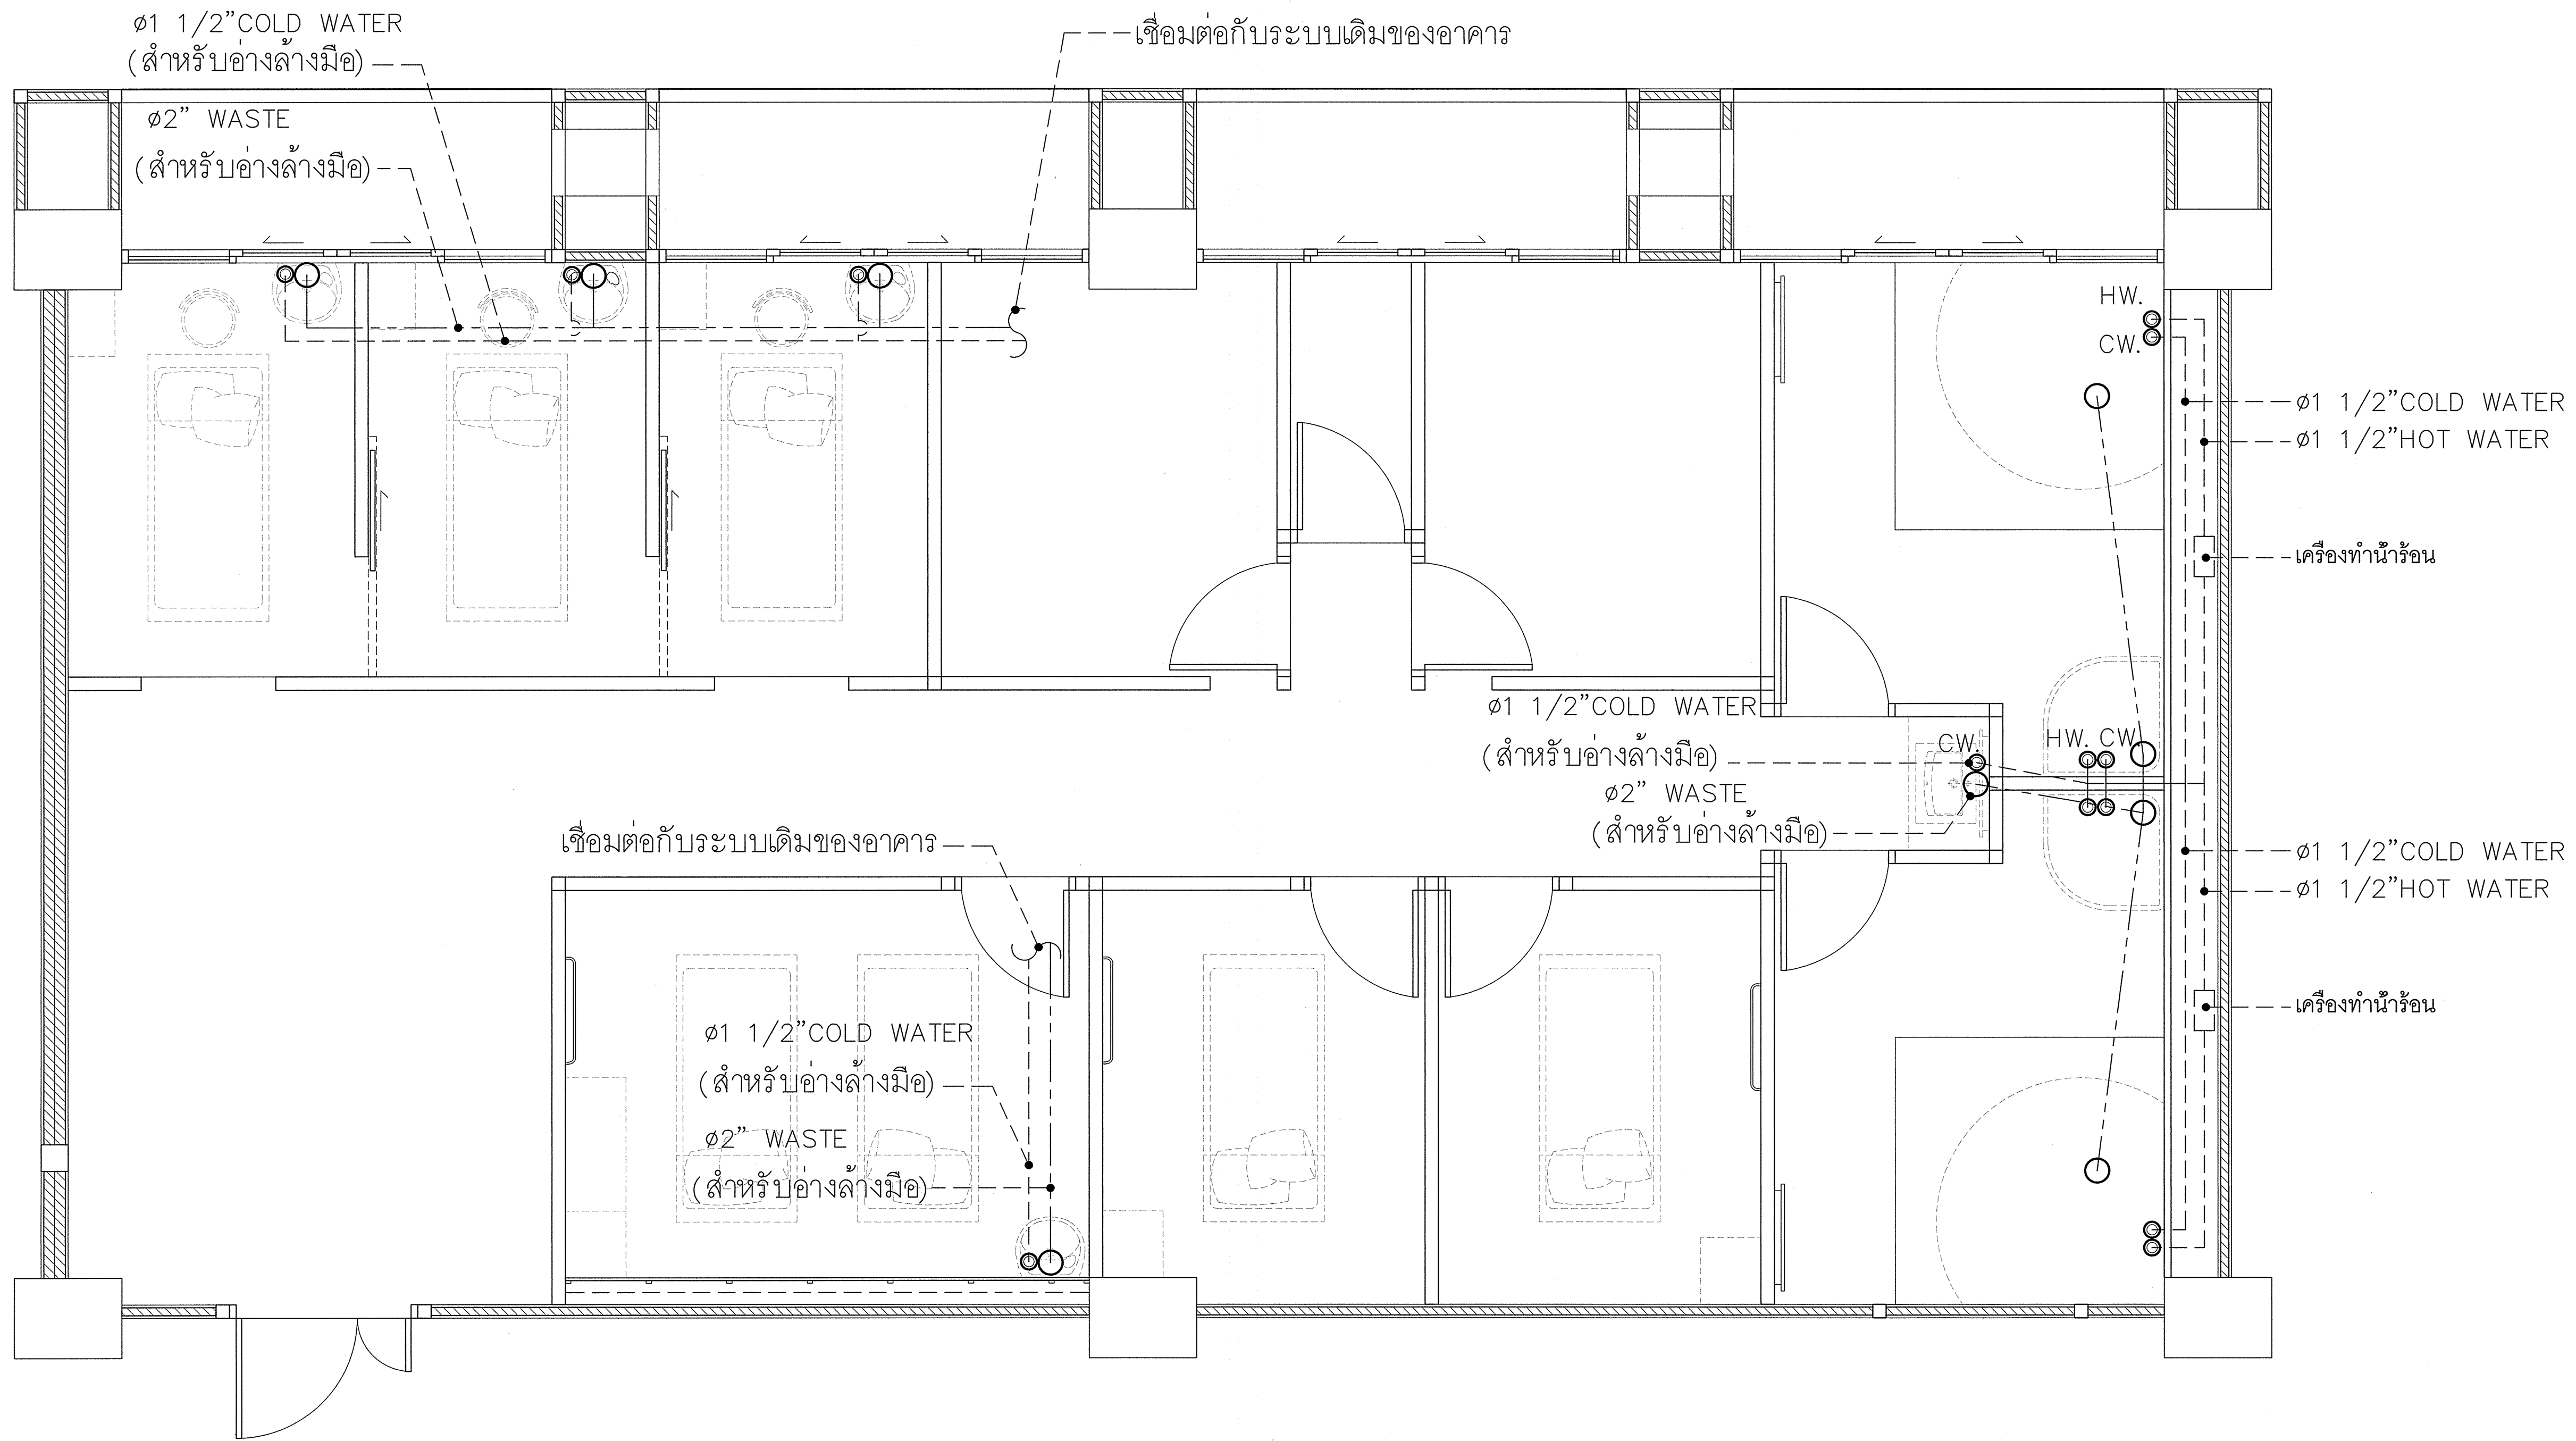 ø1 1/2”COLD WATER
(สำหรับอ่างล้างมือ)
เชื่อมต่อกับระบบเดิมของอาคาร
ø2” WASTE
(สำหรับอ่างล้างมือ)
HW.
CW.
ø1 1/2”COLD WATER
ø1 1/2”HOT WATER
เครื่องทำน้ำร้อน
ø1 1/2”COLD WATER
(สำหรับอ่างล้างมือ)
CW.
HW. CW.
ø2” WASTE
(สำหรับอ่างล้างมือ)
เชื่อมต่อกับระบบเดิมของอาคาร
ø1 1/2”COLD WATER
ø1 1/2”HOT WATER
เครื่องทำน้ำร้อน
ø1 1/2”COLD WATER
(สำหรับอ่างล้างมือ)
ø2” WASTE
(สำหรับอ่างล้างมือ)